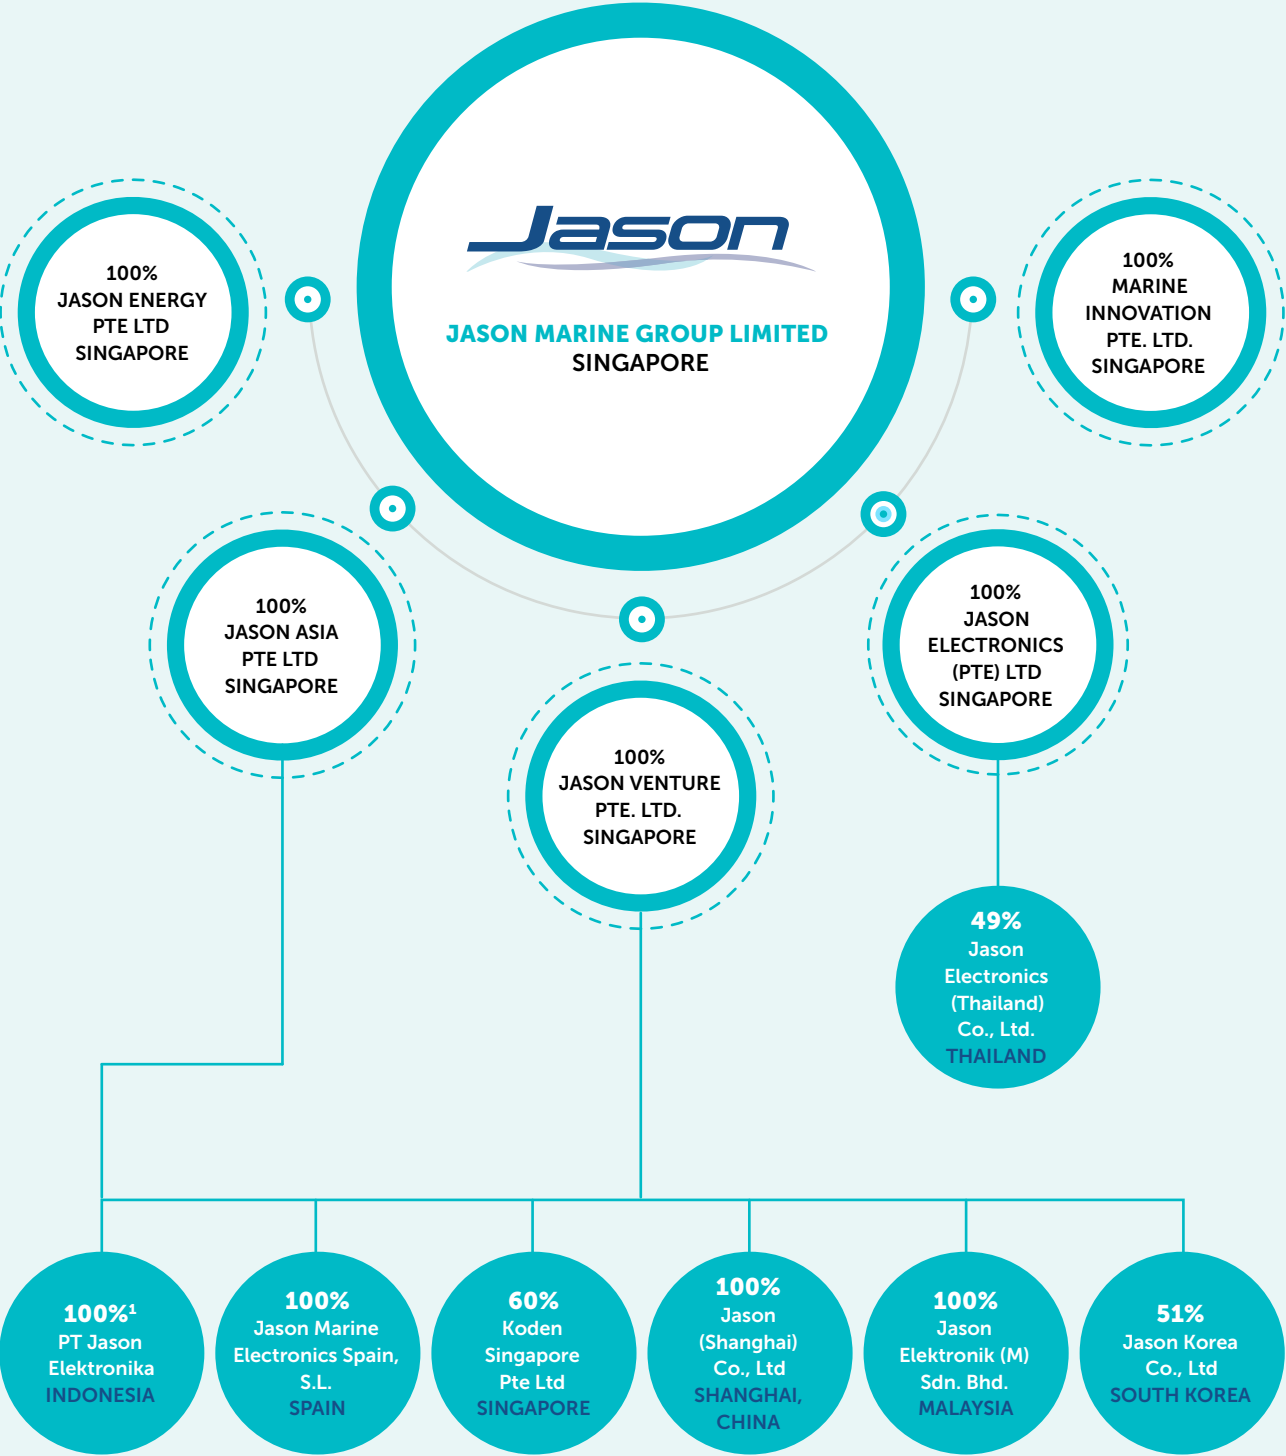 Jason
JASON MARINE GROUP LIMITED
SINGAPORE
100%
JASON ENERGY
PTE LTD
SINGAPORE
100%
MARINE
INNOVATION
PTE. LTD.
SINGAPORE
100%
JASON ASIA
PTE LTD
SINGAPORE
100%
JASON
ELECTRONICS
(PTE) LTD
SINGAPORE
100%
JASON VENTURE
PTE. LTD.
SINGAPORE
49%
Jason
Electronics
(Thailand)
Co., Ltd.
THAILAND
100%¹
PT Jason
Elektronika
INDONESIA
100%
Jason Marine
Electronics Spain,
S.L.
SPAIN
60%
Koden
Singapore
Pte Ltd
SINGAPORE
100%
Jason
(Shanghai)
Co., Ltd
SHANGHAI,
CHINA
100%
Jason
Elektronik (M)
Sdn. Bhd.
MALAYSIA
51%
Jason Korea
Co., Ltd
SOUTH KOREA